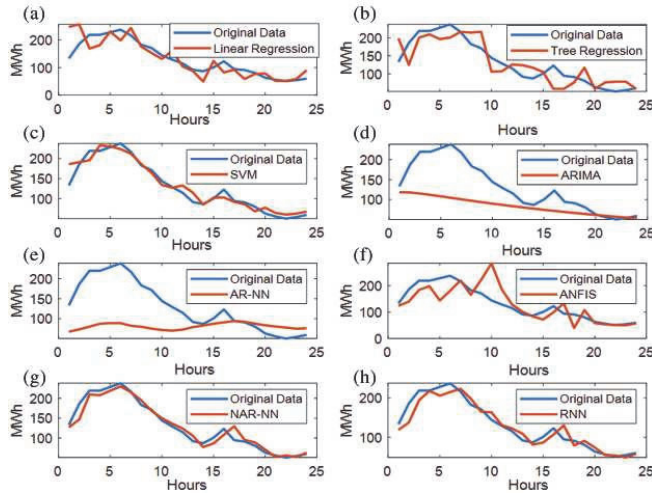 (a)
MWh
200
100
0
Original Data
Linear Regression
0 5 10 15 20 25
Hours
(b)
MWh
200
150
100
Original Data
Tree Regression
0 5 10 15 20 25
Hours
(c)
MWh
200
150
100
Original Data
SVM
0 5 10 15 20 25
Hours
(d)
MWh
200
150
100
Original Data
ARIMA
0 5 10 15 20 25
Hours
(e)
MWh
200
150
100
Original Data
AR-NN
0 5 10 15 20 25
Hours
(f)
MWh
200
100
0
Original Data
ANFIS
0 5 10 15 20 25
Hours
(g)
MWh
200
150
100
Original Data
NAR-NN
0 5 10 15 20 25
Hours
(h)
MWh
200
150
100
Original Data
RNN
0 5 10 15 20 25
Hours